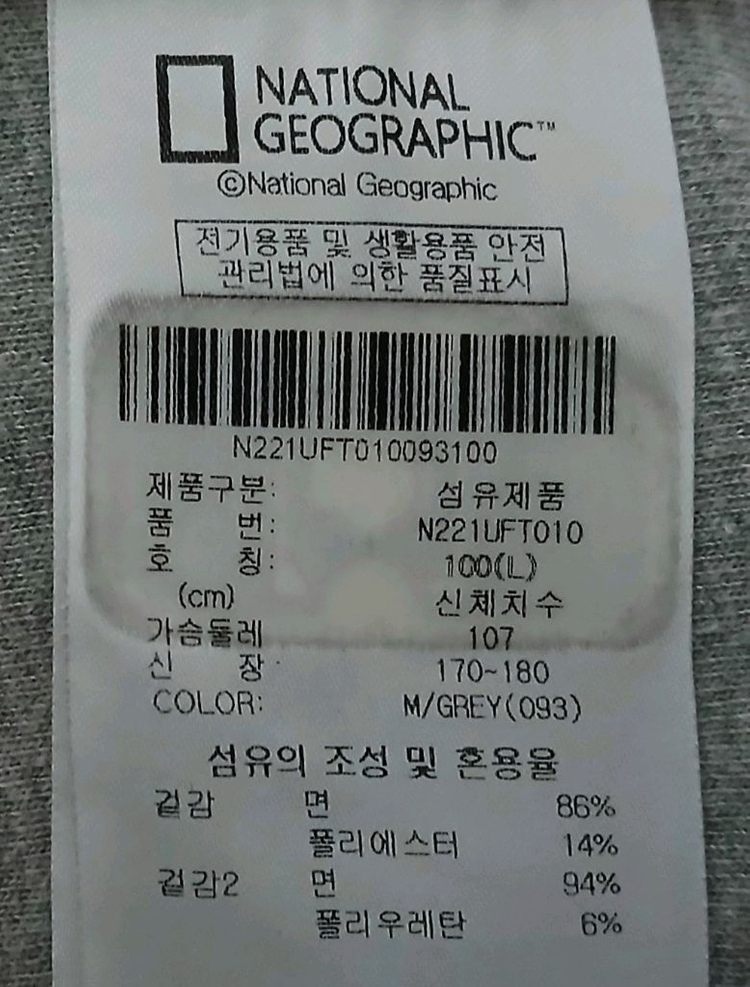 NATIONAL
GEOGRAPHIC™
©National Geographic
전기용품 및 생활용품 안전
관리법에 의한 품질표시
N221UFT010093100
제품구분: 섬유제품
품 번: N221UFT010
호 칭: 100(L)
(cm) 신체치수
가슴둘레 107
신 장: 170~180
COLOR: M/GREY(093)
섬유의 조성 및 혼용율
겉감 면 86%
폴리에스터 14%
겉감2 면 94%
폴리우레탄 6%